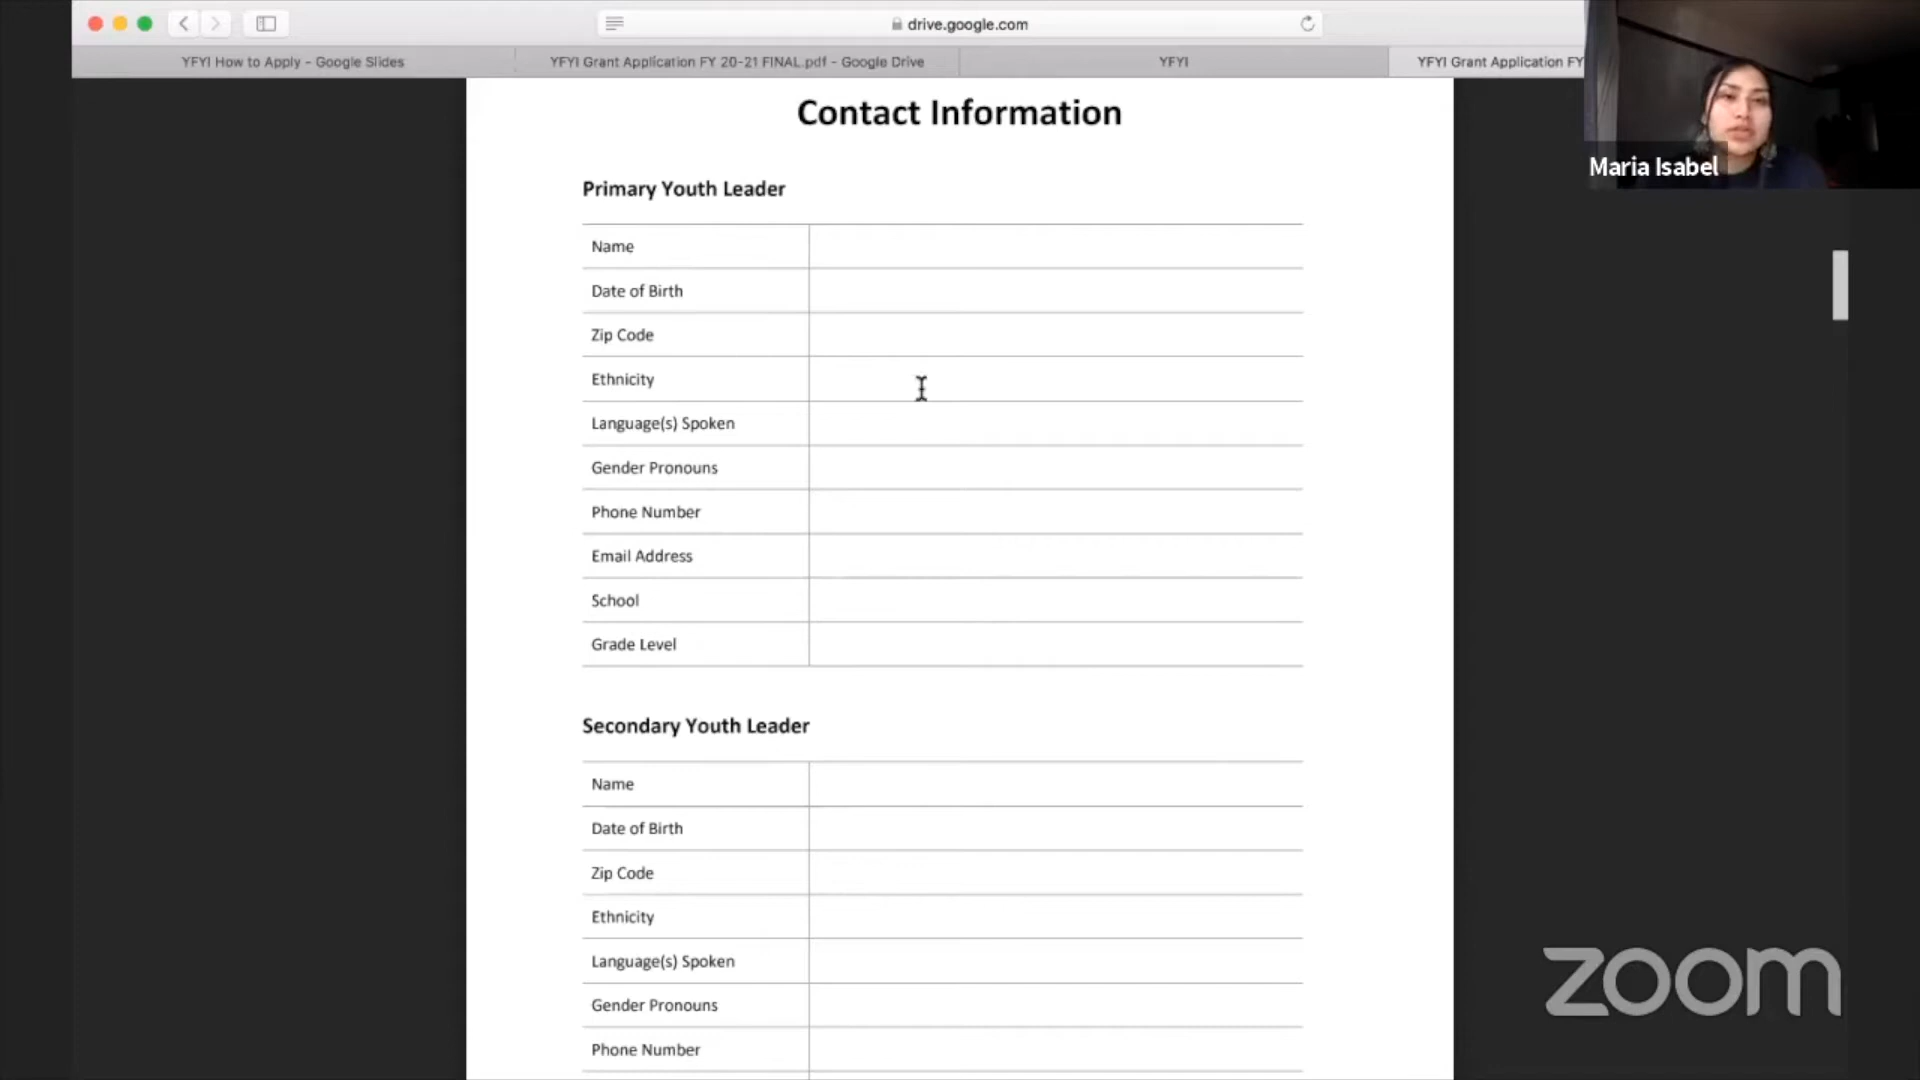 drive.google.com
YFYI How to Apply - Google Slides
YFYI Grant Application FY 20-21 FINAL.pdf - Google Drive
YFYI
YFYI Grant Application FY
Maria Isabel
Contact Information
Primary Youth Leader
Name
Date of Birth
Zip Code
Ethnicity
Language(s) Spoken
Gender Pronouns
Phone Number
Email Address
School
Grade Level
Secondary Youth Leader
Name
Date of Birth
Zip Code
Ethnicity
Language(s) Spoken
Gender Pronouns
Phone Number
zoom